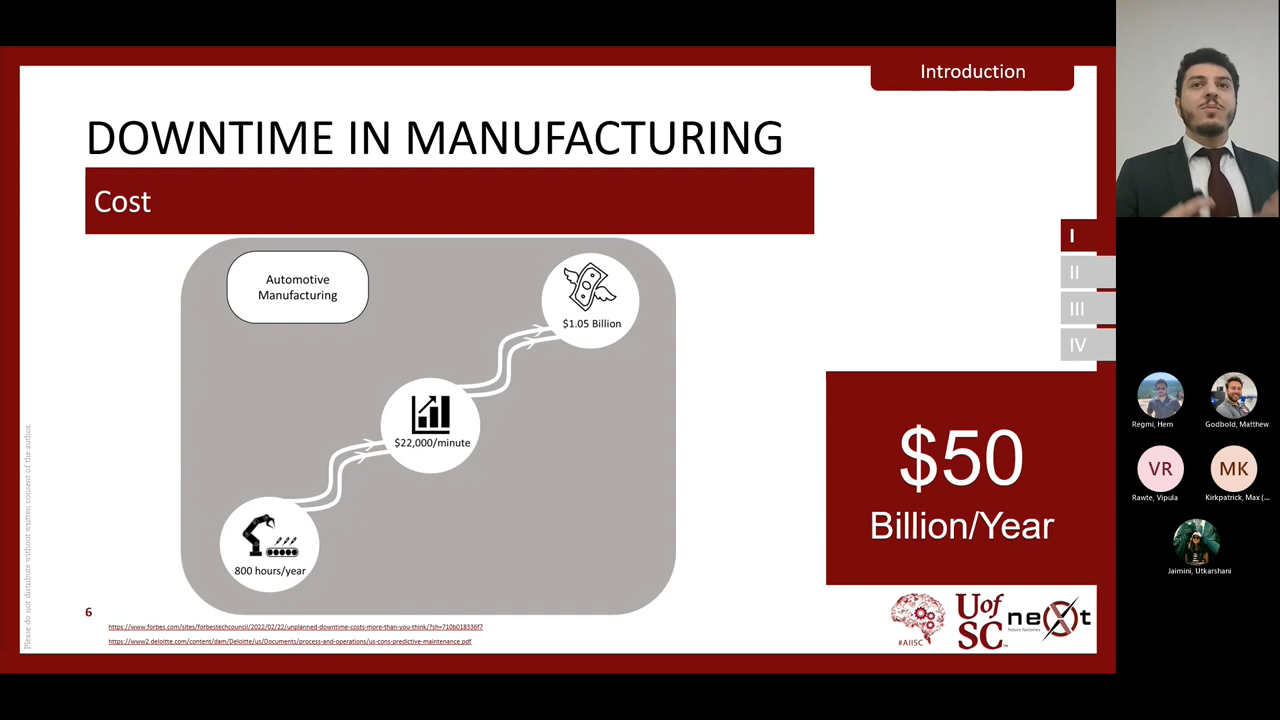 Introduction
DOWNTIME IN MANUFACTURING
Cost
Automotive
Manufacturing
$1.05 Billion
$22,000/minute
800 hours/year
I
II
III
IV
$50
Billion/Year
6
https://www.forbes.com/sites/forbestechcouncil/2022/02/22/unplanned-downtime-costs-more-than-you-think/?sh=710b018336f7
https://www2.deloitte.com/content/dam/Deloitte/us/Documents/process-and-operations/us-cons-predictive-maintenance.pdf
Please do not distribute without written consent of the author.
#AIISC
UofSC
neXt
future factories
Regmi, Hem
Godbold, Matthew
VR
MK
Rawte, Vipula
Kirkpatrick, Max (...
Jaimini, Utkarshani